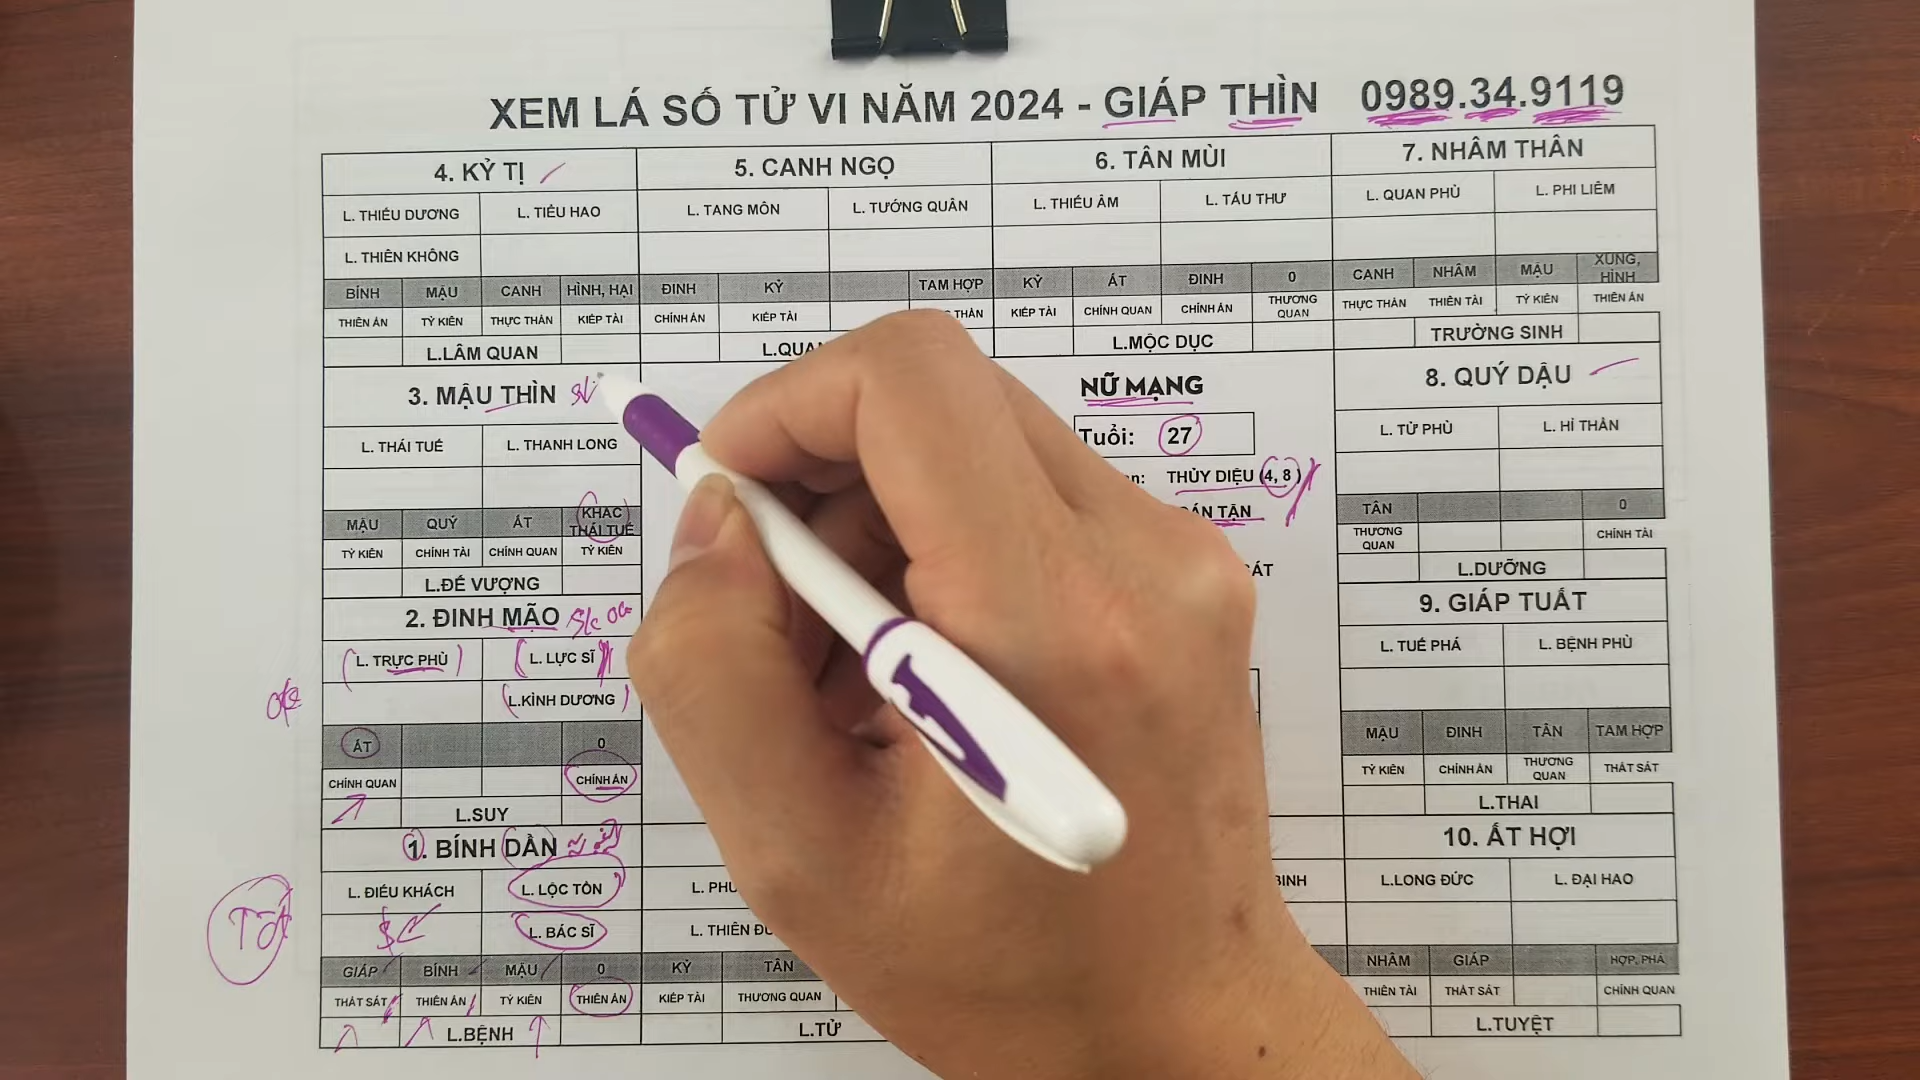 XEM LÁ SỐ TỬ VI NĂM 2024 - GIÁP THÌN 0989.34.9119
4. KỶ TỊ
L. THIẾU DƯƠNG L. TIỂU HAO
L. THIÊN KHÔNG
BÍNH MẬU CANH HÌNH, HẠI
THIÊN ẤN TỶ KIÊN THỰC THẦN KIẾP TÀI
L.LÂM QUAN
5. CANH NGỌ
L. TANG MÔN L. TƯỚNG QUÂN
ĐINH KỶ TAM HỢP
CHÍNH ẤN KIẾP TÀI THẦN
6. TÂN MÙI
L. THIẾU ÂM L. TẤU THƯ
KỶ ẤT ĐINH 0
KIẾP TÀI CHÍNH QUAN CHÍNH ẤN THƯƠNG QUAN
L.MỘC DỤC
7. NHÂM THÂN
L. QUAN PHÙ L. PHI LIÊM
CANH NHÂM MẬU XUNG, HÌNH
THỰC THẦN THIÊN TÀI TỶ KIÊN THIÊN ẤN
TRƯỜNG SINH
3. MẬU THÌN
L. THÁI TUẾ L. THANH LONG
MẬU QUÝ ẤT KHẮC THÁI TUẾ
TỶ KIÊN CHÍNH TÀI CHÍNH QUAN TỶ KIÊN
L.ĐẾ VƯỢNG
NỮ MẠNG
Tuổi: 27
THỦY DIỆU (4, 8 )
TẬN
8. QUÝ DẬU
L. TỬ PHÙ L. HỈ THẦN
TÂN 0
THƯƠNG QUAN CHÍNH TÀI
L.DƯỠNG
2. ĐINH MÃO
L. TRỰC PHÙ L. LỰC SĨ
L.KÌNH DƯƠNG
ẤT 0
CHÍNH QUAN CHÍNH ẤN
L.SUY
9. GIÁP TUẤT
L. TUẾ PHÁ L. BỆNH PHÙ
MẬU ĐINH TÂN TAM HỢP
TỶ KIÊN CHÍNH ẤN THƯƠNG QUAN THẤT SÁT
L.THAI
1. BÍNH DẦN
L. ĐIẾU KHÁCH L. LỘC TỒN
L. BÁC SĨ
Tốt
GIÁP BÍNH MẬU 0
THẤT SÁT THIÊN ẤN TỶ KIÊN THIÊN ẤN
L.BỆNH
KỶ TÂN
KIẾP TÀI THƯƠNG QUAN
L.TỬ
10. ẤT HỢI
L.LONG ĐỨC L. ĐẠI HAO
NHÂM GIÁP HỢP, PHÁ
THIÊN TÀI THẤT SÁT CHÍNH QUAN
L.TUYỆT